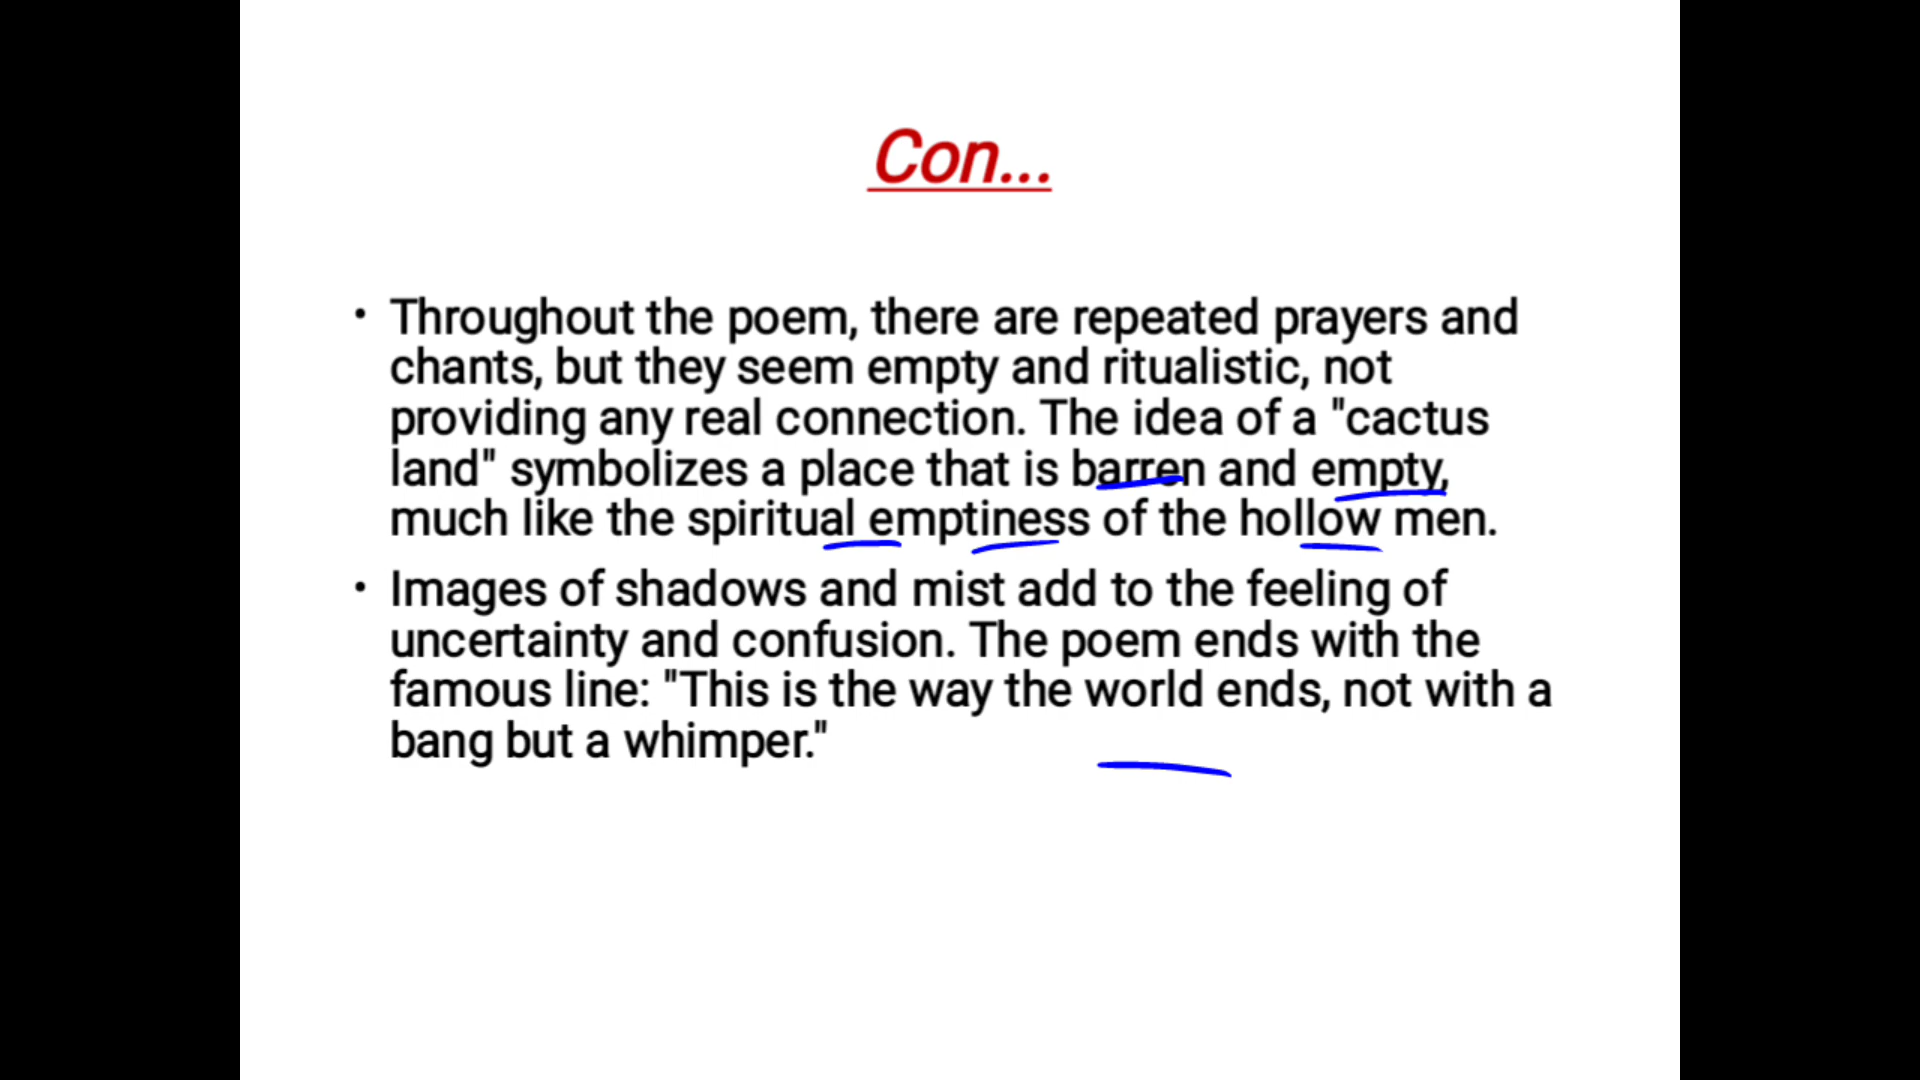 Con...
• Throughout the poem, there are repeated prayers and
chants, but they seem empty and ritualistic, not
providing any real connection. The idea of a "cactus
land" symbolizes a place that is barren and empty,
much like the spiritual emptiness of the hollow men.
• Images of shadows and mist add to the feeling of
uncertainty and confusion. The poem ends with the
famous line: "This is the way the world ends, not with a
bang but a whimper."